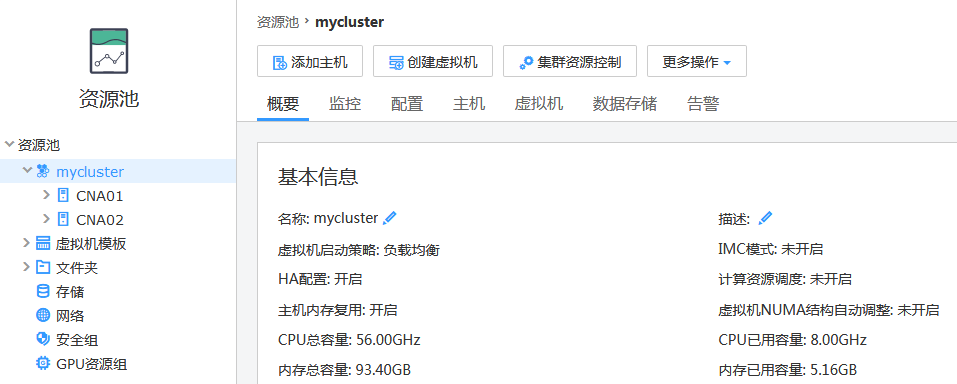 资源池
资源池
mycluster
CNA01
CNA02
虚拟机模板
文件夹
存储
网络
安全组
GPU资源组
资源池 › mycluster
添加主机 创建虚拟机 集群资源控制 更多操作
概要 监控 配置 主机 虚拟机 数据存储 告警
基本信息
名称: mycluster 描述:
虚拟机启动策略: 负载均衡 IMC模式: 未开启
HA配置: 开启 计算资源调度: 未开启
主机内存复用: 开启 虚拟机NUMA结构自动调整: 未开启
CPU总容量: 56.00GHz CPU已用容量: 8.00GHz
内存总容量: 93.40GB 内存已用容量: 5.16GB